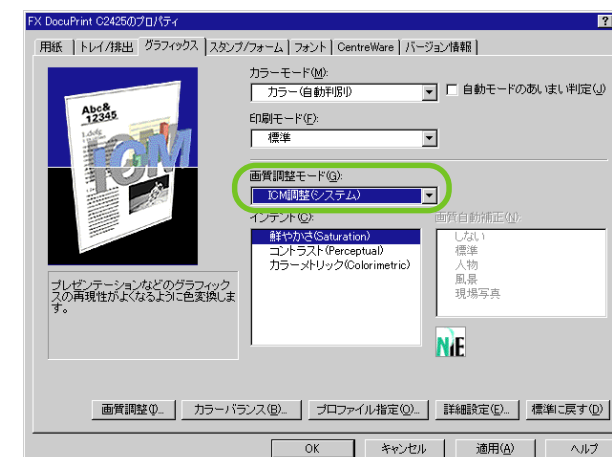 FX DocuPrint C2425のプロパティ
?
用紙 トレイ/排出 グラフィックス スタンプ/フォーム フォント CentreWare バージョン情報
カラーモード(M):
カラー(自動判別)
自動モードのあいまい判定(J)
印刷モード(F):
標準
画質調整モード(G):
ICM調整(システム)
インテント(O):
鮮やかさ(Saturation)
コントラスト(Perceptual)
カラーメトリック(Colorimetric)
画質自動補正(N):
しない
標準
人物
風景
現場写真
Abc&
12345
ICM
プレゼンテーションなどのグラフィック
スの再現性がよくなるように色変換しま
す。
NiE
画質調整(I)... カラーバランス(B)... プロファイル指定(O)... 詳細設定(E)... 標準に戻す(D)
OK キャンセル 適用(A) ヘルプ